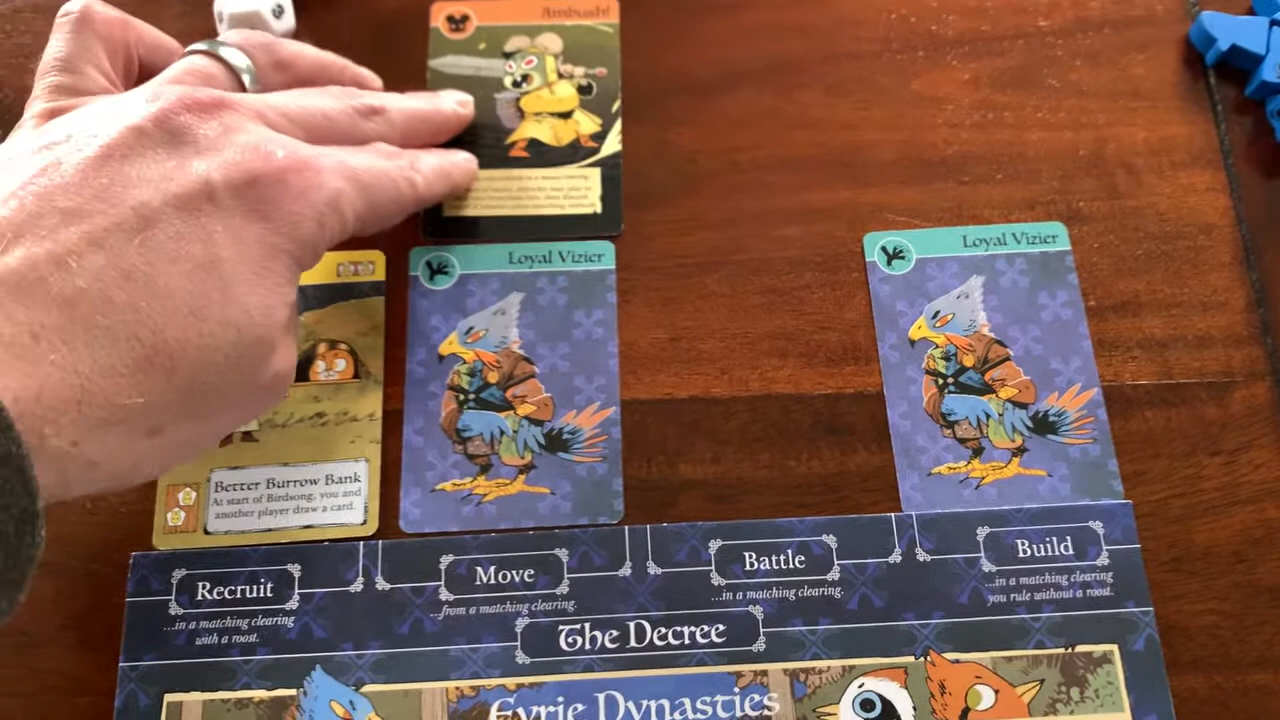 Ambush!
Loyal Vizier
Loyal Vizier
Better Burrow Bank
At start of Birdsong, you and
another player draw a card.
Recruit
...in a matching clearing
with a roost.
Move
...from a matching clearing.
Battle
...in a matching clearing.
Build
...in a matching clearing
you rule without a roost.
The Decree
Eyrie Dynasties